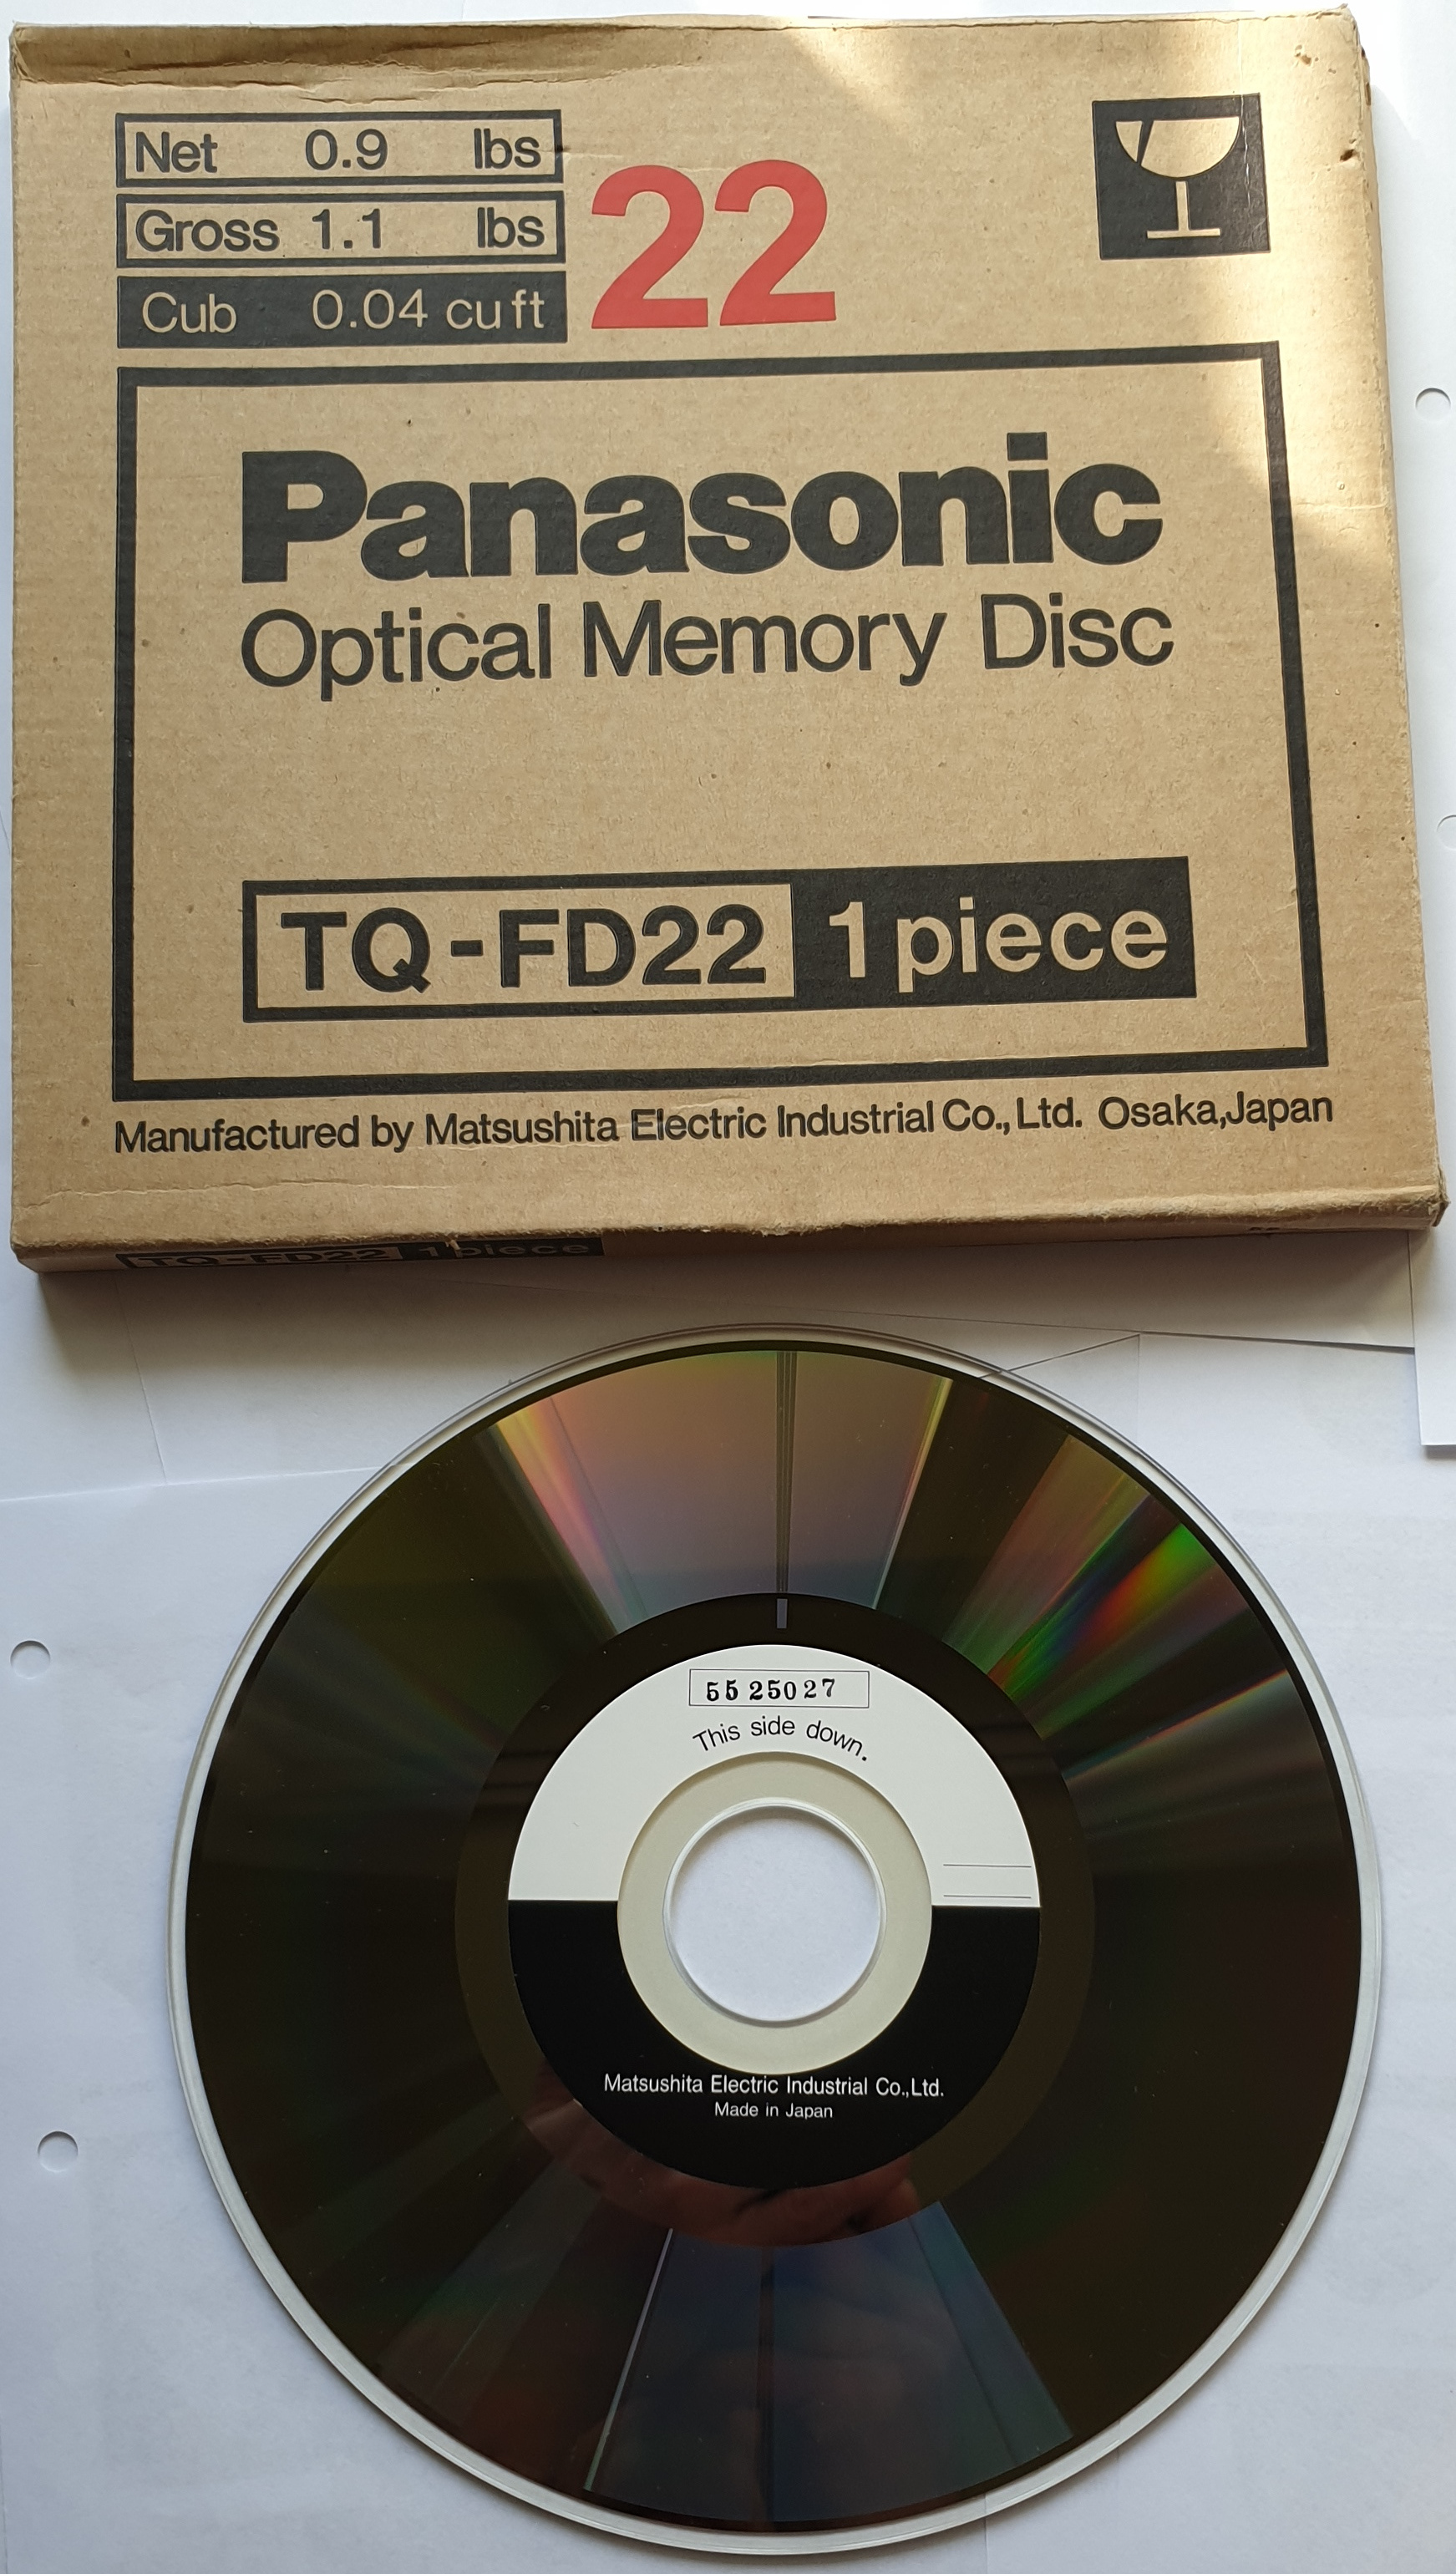 Net 0.9 lbs
Gross 1.1 lbs
Cub 0.04 cu ft
22
Panasonic
Optical Memory Disc
TQ-FD22 1 piece
Manufactured by Matsushita Electric Industrial Co., Ltd. Osaka, Japan
TQ-FD22 1 piece
55 25027
This side down.
Matsushita Electric Industrial Co., Ltd.
Made in Japan